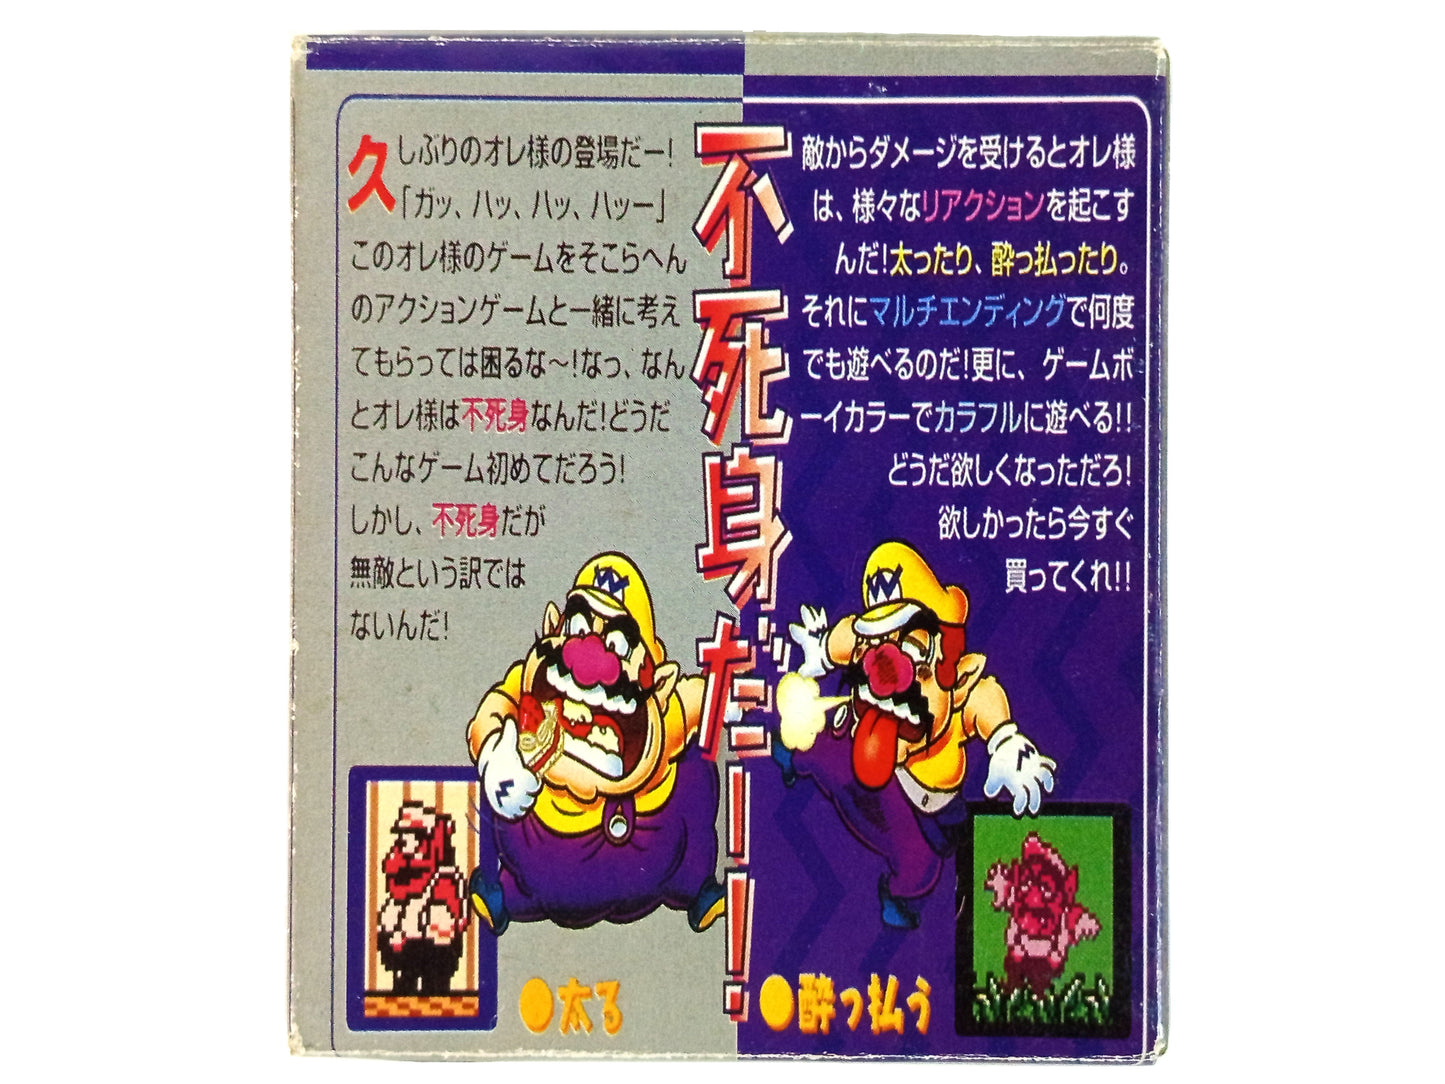 久しぶりのオレ様の登場だー!
「ガッ、ハッ、ハッ、ハッー」
このオレ様のゲームをそこらへん
のアクションゲームと一緒に考え
てもらっては困るな〜!なっ、なん
とオレ様は不死身なんだ!どうだ
こんなゲーム初めてだろう!
しかし、不死身だが
無敵という訳では
ないんだ!
不死身だーー!
敵からダメージを受けるとオレ様
は、様々なリアクションを起こす
んだ!太ったり、酔っ払ったり。
それにマルチエンディングで何度
でも遊べるのだ!更に、ゲームボ
ーイカラーでカラフルに遊べる!!
どうだ欲しくなっただろ!
欲しかったら今すぐ
買ってくれ!!
W
W
●太る
●酔っ払う